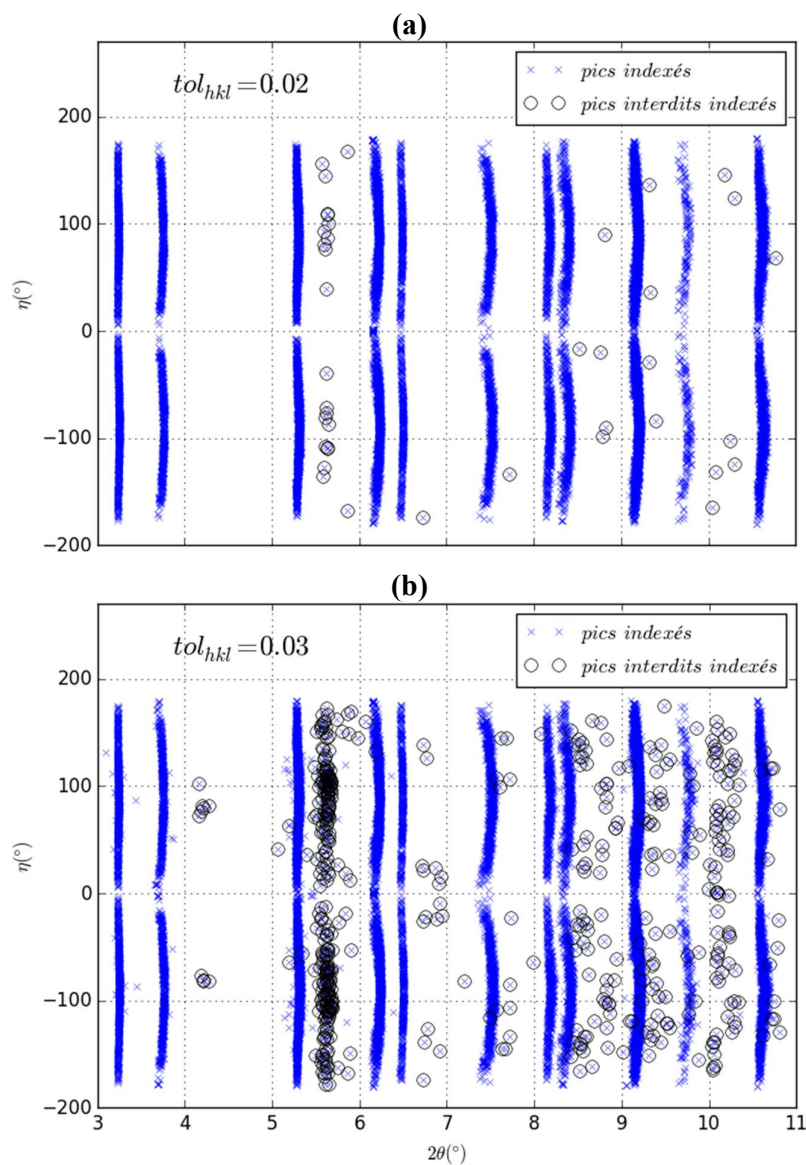 (a)
tol_hkl = 0.02
× × pics indexés
○ ○ pics interdits indexés
η(°)
200
100
0
−100
−200
(b)
tol_hkl = 0.03
× × pics indexés
○ ○ pics interdits indexés
η(°)
200
100
0
−100
−200
3 4 5 6 7 8 9 10 11
2θ(°)